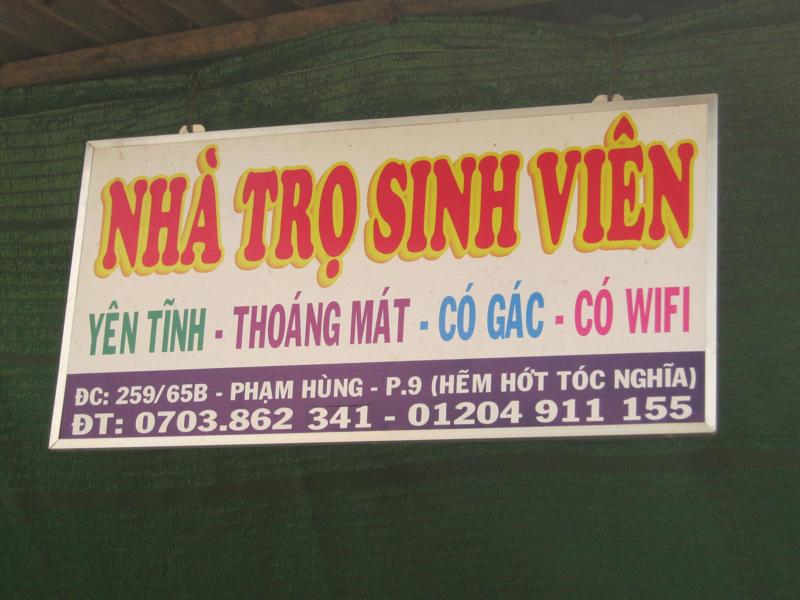 NHÀ TRỌ SINH VIÊN
YÊN TĨNH - THOÁNG MÁT - CÓ GÁC - CÓ WIFI
ĐC: 259/65B - PHẠM HÙNG - P.9 (HẼM HỚT TÓC NGHĨA)
ĐT: 0703.862 341 - 01204 911 155